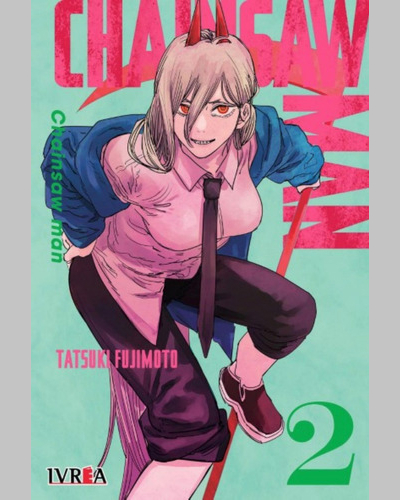 CHAINSAW
MAN
Chainsaw man
TATSUKI FUJIMOTO
2
IVREA